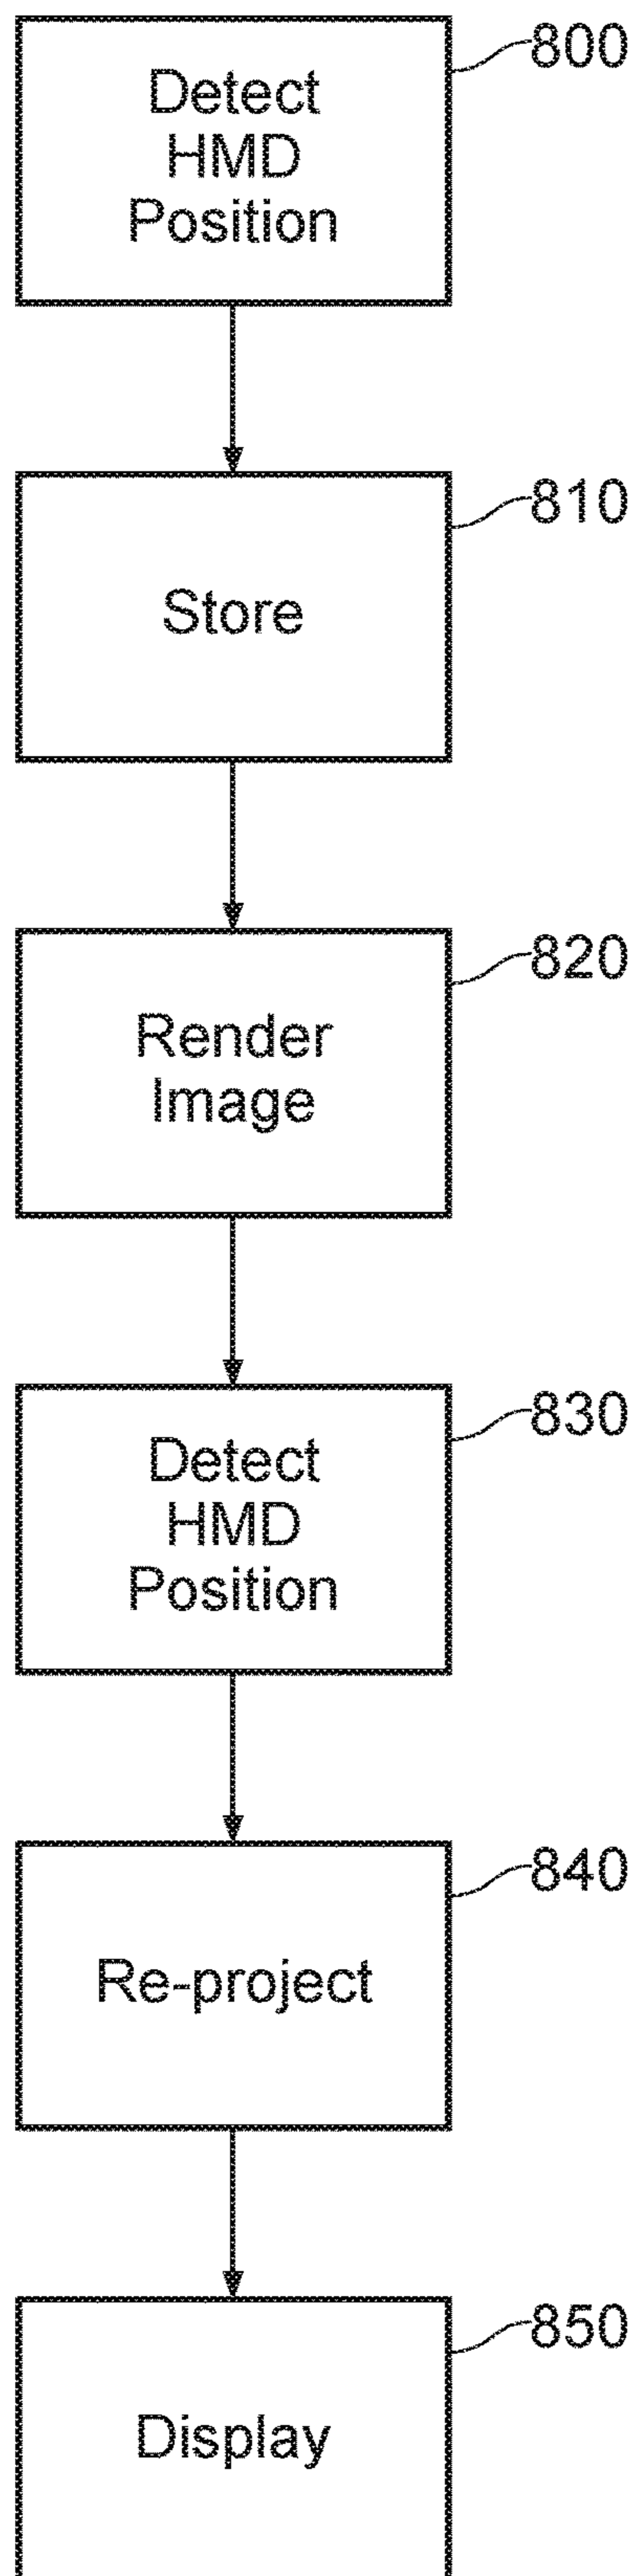 800
Detect
HMD
Position
810
Store
820
Render
Image
830
Detect
HMD
Position
840
Re-project
850
Display